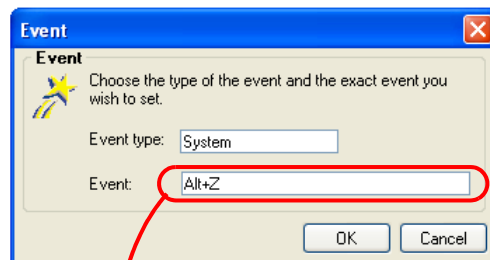 Event
Event
Choose the type of the event and the exact event you
wish to set.
Event type: System
Event: Alt+Z
OK Cancel